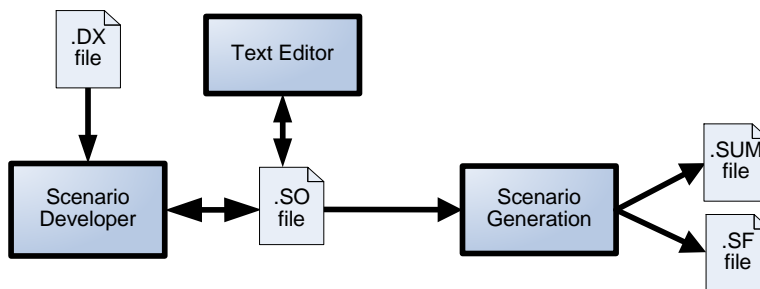 .DX
file
Text Editor
Scenario
Developer
.SO
file
Scenario
Generation
.SUM
file
.SF
file